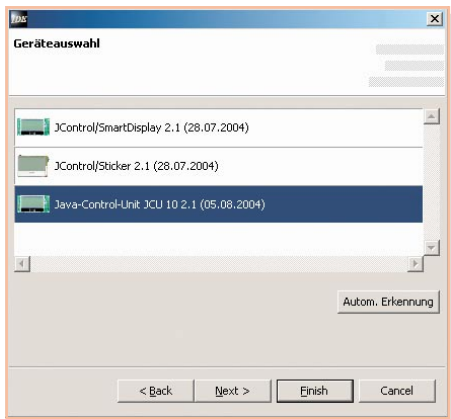 IDE
Geräteauswahl
JControl/SmartDisplay 2.1 (28.07.2004)
JControl/Sticker 2.1 (28.07.2004)
Java-Control-Unit JCU 10 2.1 (05.08.2004)
Autom. Erkennung
< Back Next > Finish Cancel